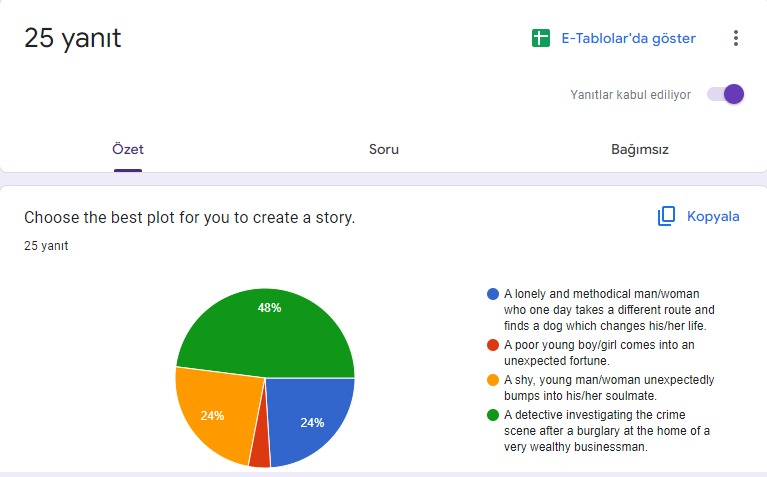 25 yanıt
E-Tablolar'da göster
Yanıtlar kabul ediliyor
Özet
Soru
Bağımsız
Choose the best plot for you to create a story.
Kopyala
25 yanıt
48%
24%
24%
A lonely and methodical man/woman
who one day takes a different route and
finds a dog which changes his/her life.
A poor young boy/girl comes into an
unexpected fortune.
A shy, young man/woman unexpectedly
bumps into his/her soulmate.
A detective investigating the crime
scene after a burglary at the home of a
very wealthy businessman.